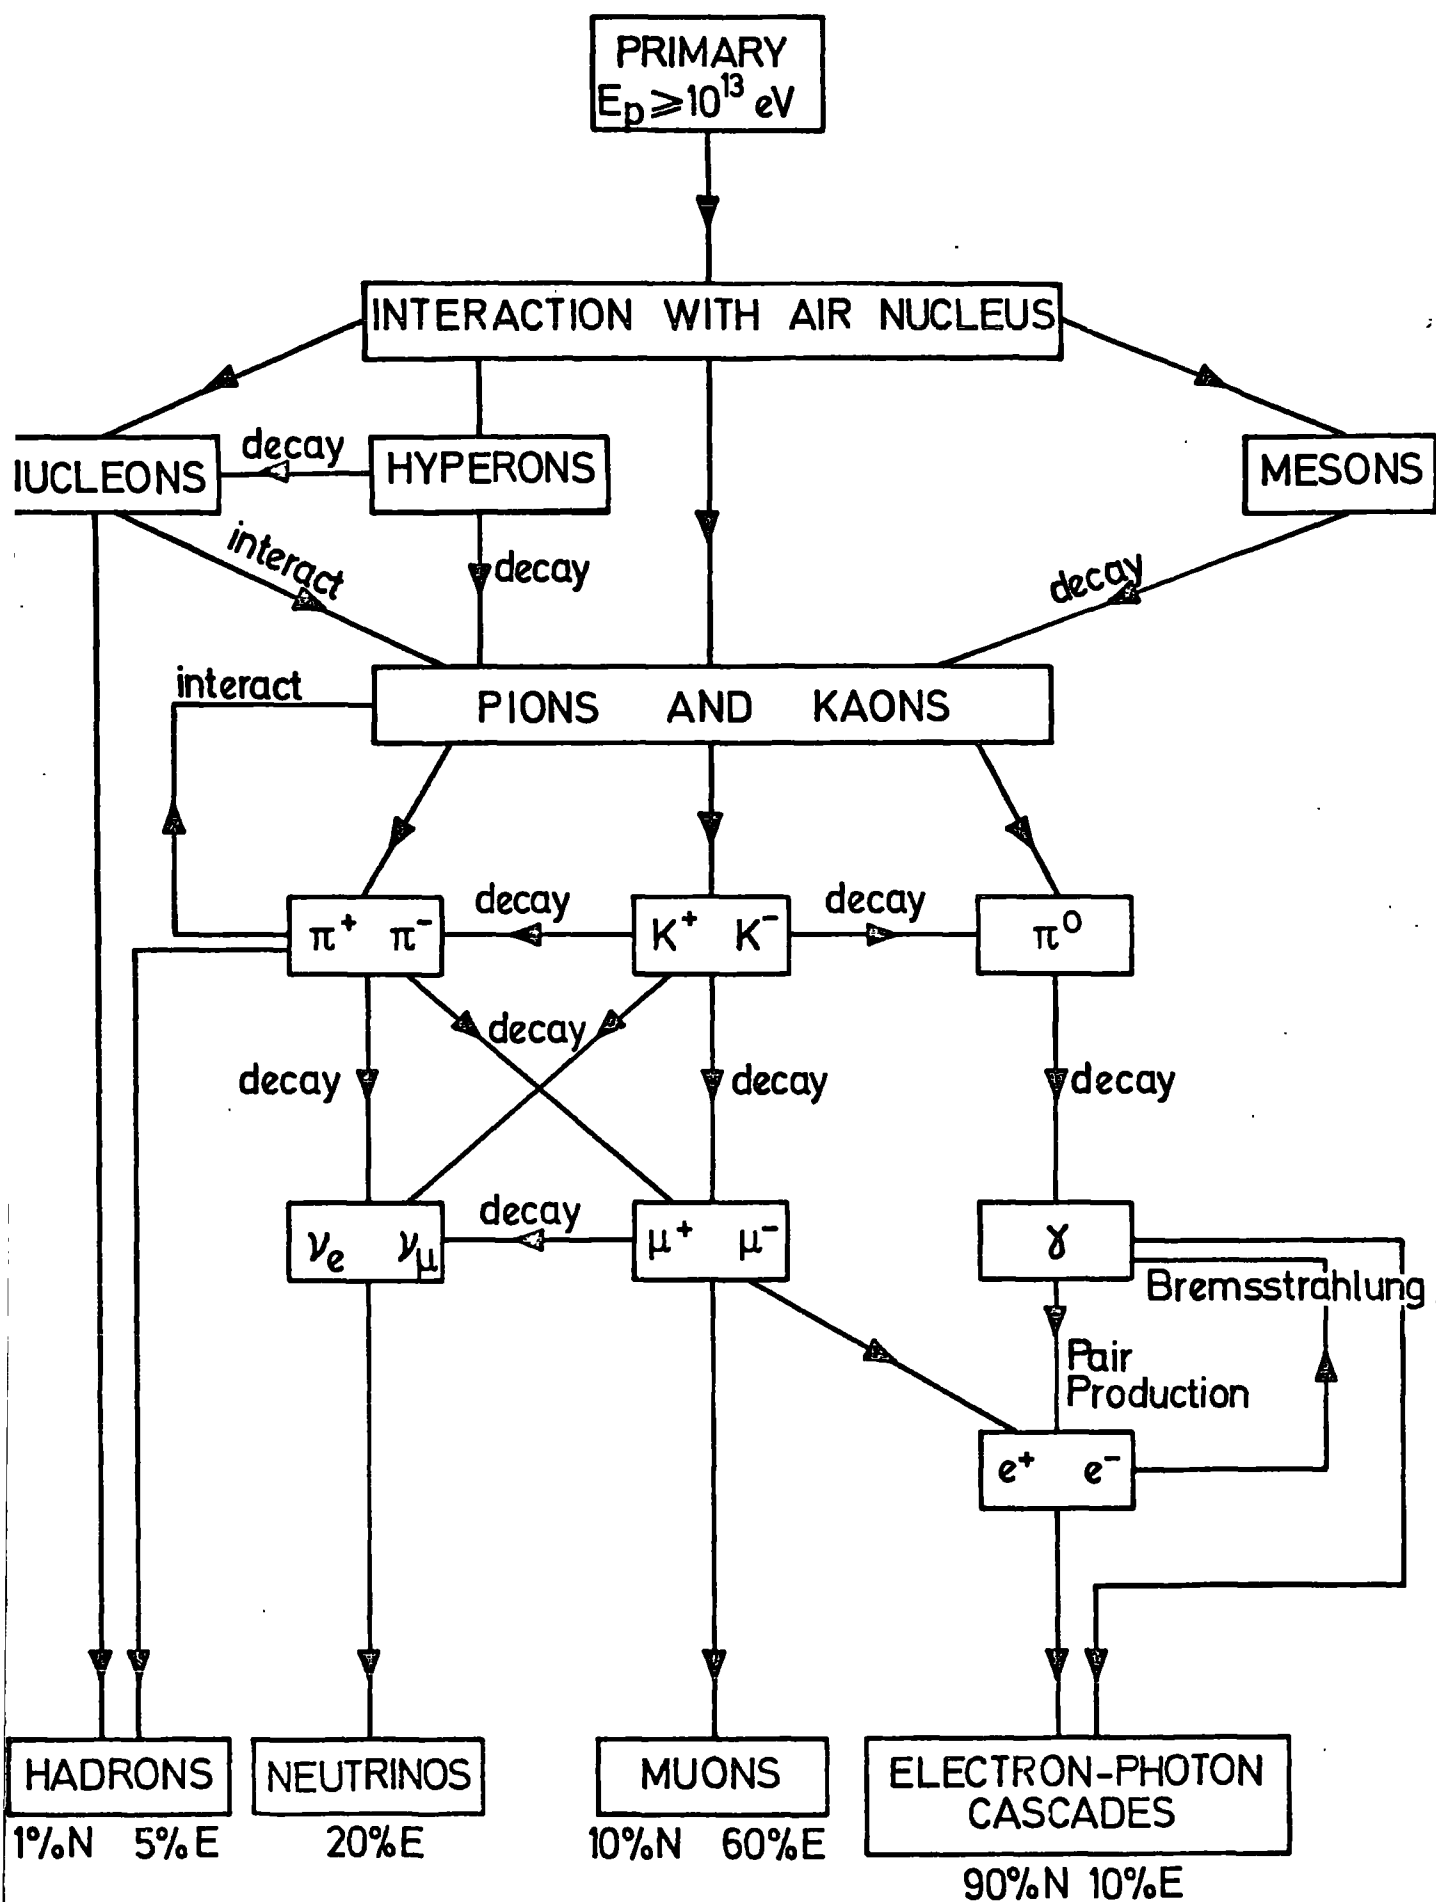 PRIMARY
Ep ⩾ 10¹³ eV
INTERACTION WITH AIR NUCLEUS
decay
IUCLEONS
HYPERONS
MESONS
interact
decay
decay
interact
PIONS AND KAONS
decay
decay
π⁺ π⁻
K⁺ K⁻
π⁰
decay
decay
decay
decay
decay
νe νμ
μ⁺ μ⁻
γ
Bremsstrahlung
Pair
Production
e⁺ e⁻
HADRONS
NEUTRINOS
MUONS
ELECTRON-PHOTON
CASCADES
1%N 5%E
20%E
10%N 60%E
90%N 10%E